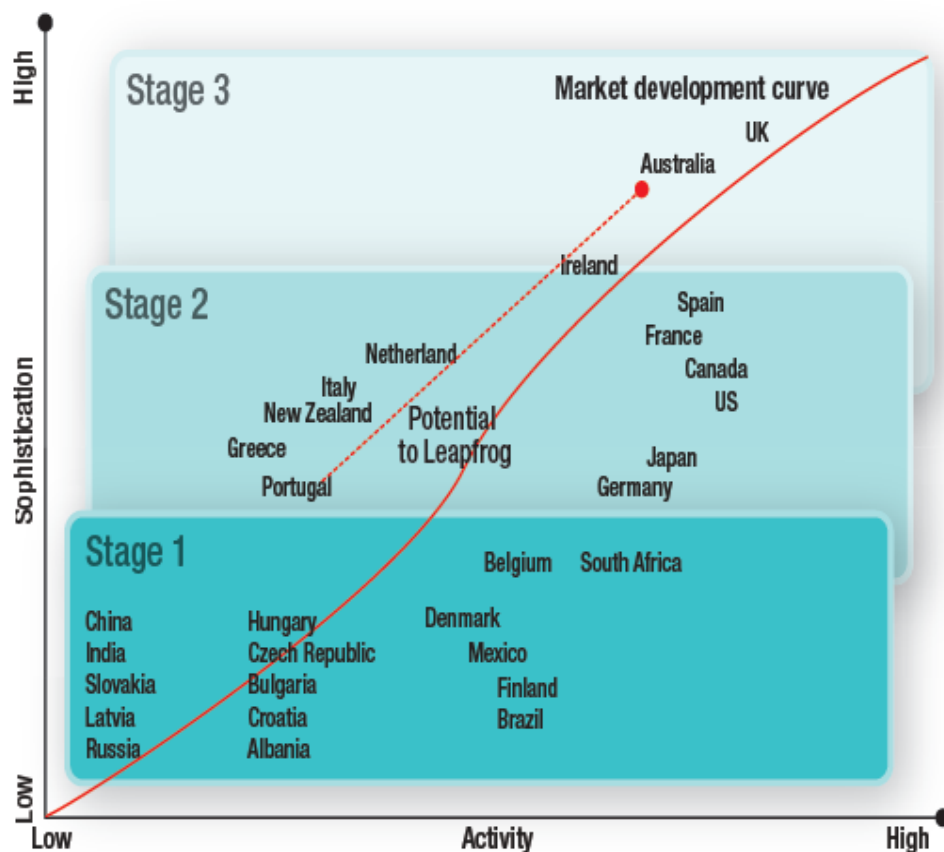 High
Stage 3
Market development curve
UK
Australia
Ireland
Stage 2
Spain
France
Netherland
Canada
Italy
US
New Zealand
Potential
to Leapfrog
Greece
Japan
Portugal
Germany
Sophistication
Stage 1
Belgium
South Africa
China
Hungary
Denmark
India
Czech Republic
Mexico
Slovakia
Bulgaria
Finland
Latvia
Croatia
Brazil
Russia
Albania
Low
Low
Activity
High